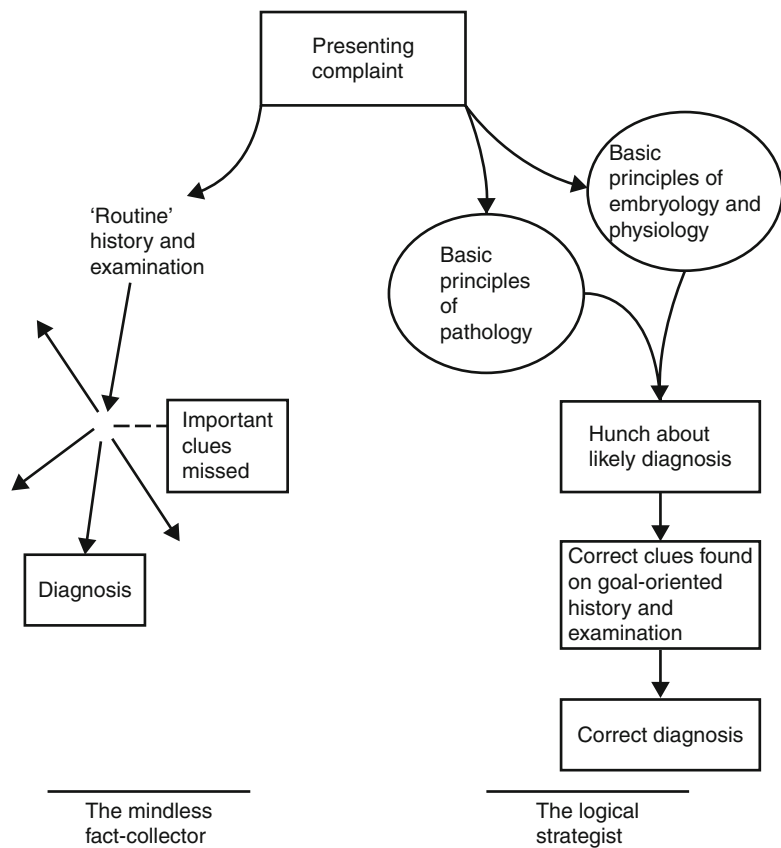 Presenting
complaint
'Routine'
history and
examination
Important
clues
missed
Diagnosis
The mindless
fact-collector
Basic
principles
of
pathology
Basic
principles of
embryology and
physiology
Hunch about
likely diagnosis
Correct clues found
on goal-oriented
history and
examination
Correct diagnosis
The logical
strategist